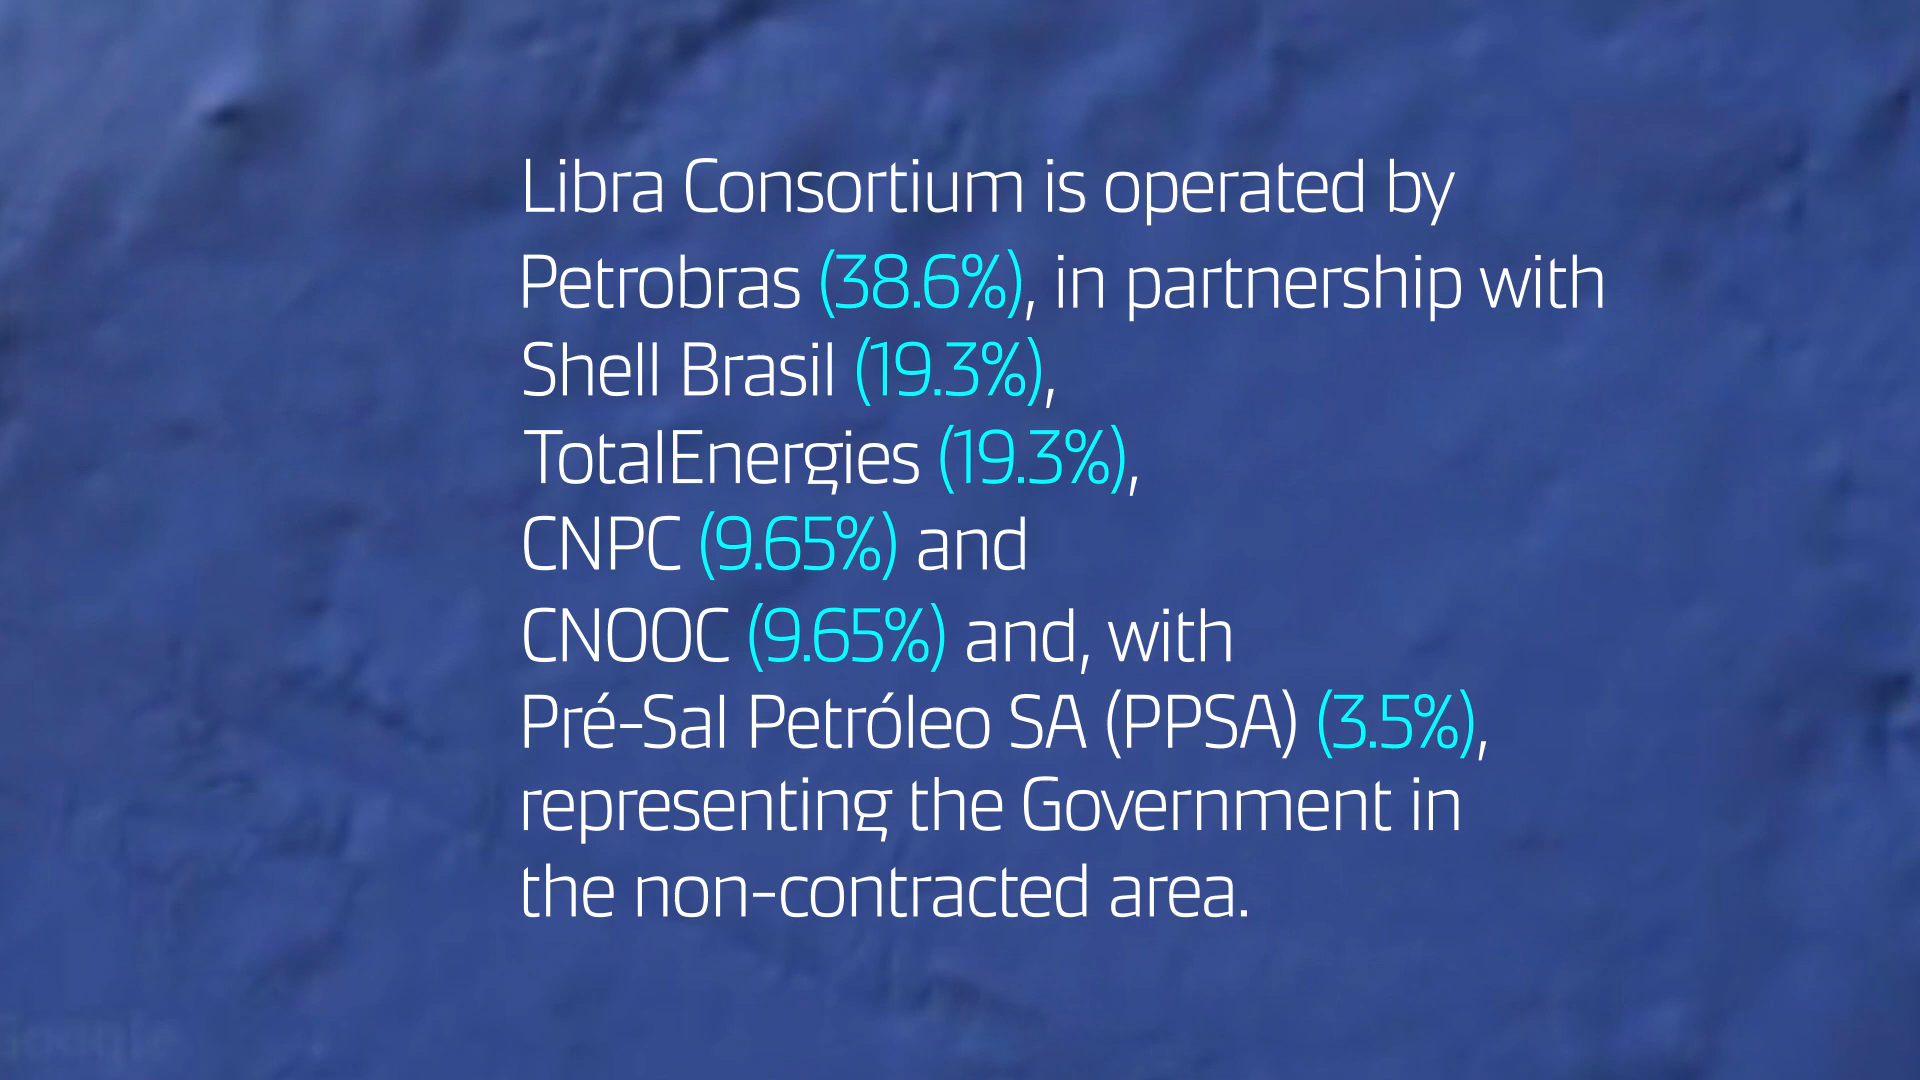 Libra Consortium is operated by
Petrobras (38.6%), in partnership with
Shell Brasil (19.3%),
TotalEnergies (19.3%),
CNPC (9.65%) and
CNOOC (9.65%) and, with
Pré-Sal Petróleo SA (PPSA) (3.5%),
representing the Government in
the non-contracted area.
Google